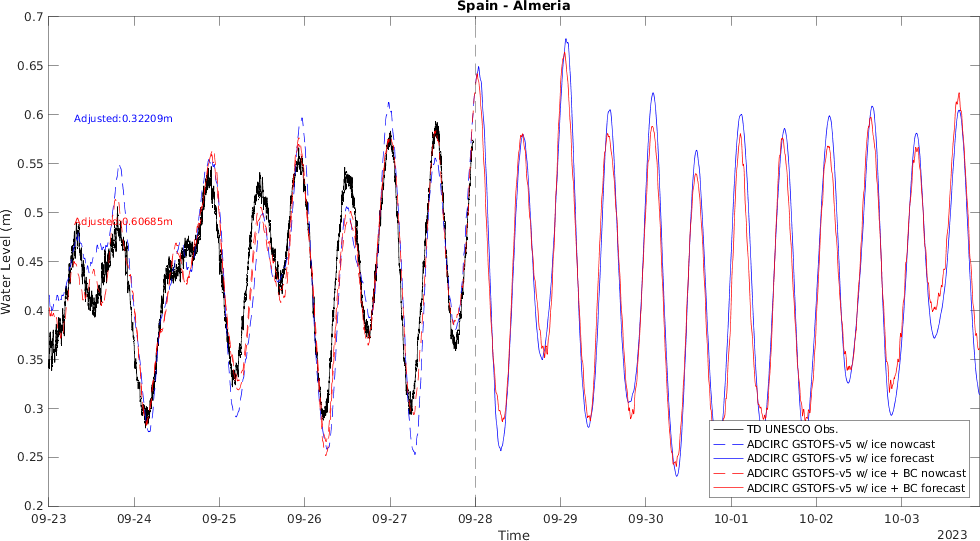 Spain - Almeria
Water Level (m)
0.7
0.65
0.6
0.55
0.5
0.45
0.4
0.35
0.3
0.25
0.2
Adjusted:0.32209m
Adjusted:0.60685m
TD UNESCO Obs.
ADCIRC GSTOFS-v5 w/ ice nowcast
ADCIRC GSTOFS-v5 w/ ice forecast
ADCIRC GSTOFS-v5 w/ ice + BC nowcast
ADCIRC GSTOFS-v5 w/ ice + BC forecast
09-23 09-24 09-25 09-26 09-27 09-28 09-29 09-30 10-01 10-02 10-03
Time
2023